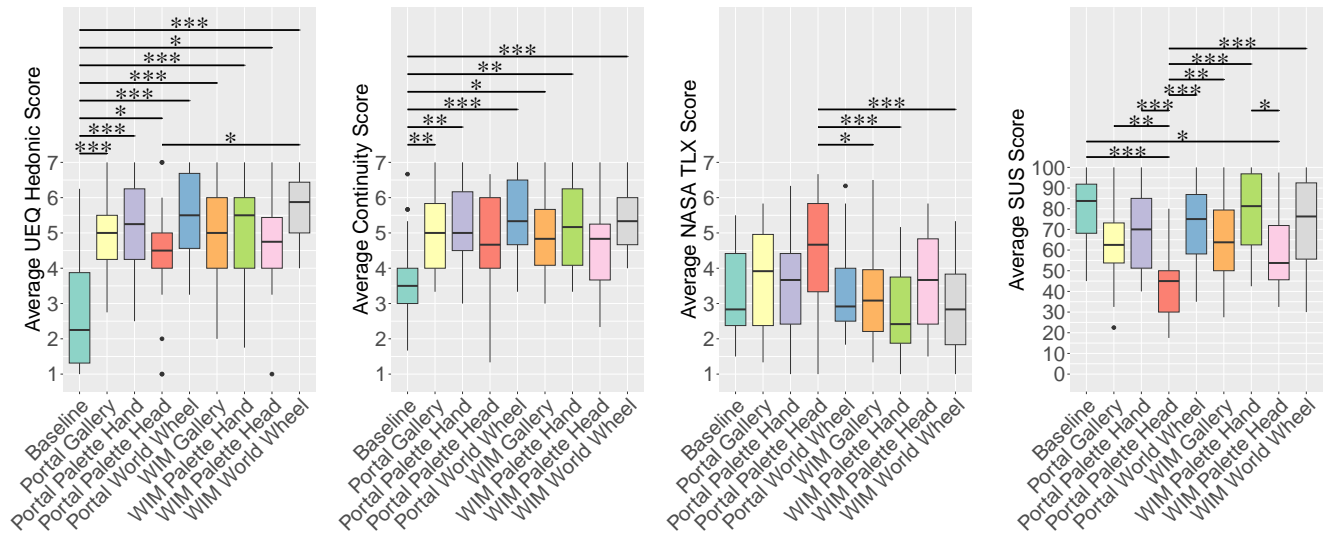 Average UEQ Hedonic Score
***
*
***
***
***
*
***
***
*
7
6
5
4
3
2
1
Baseline
Portal Gallery
Portal Palette Hand
Portal Palette Head
Portal World Wheel
WIM Gallery
WIM Palette Hand
WIM Palette Head
WIM World Wheel
Average Continuity Score
***
**
*
***
**
**
7
6
5
4
3
2
1
Baseline
Portal Gallery
Portal Palette Hand
Portal Palette Head
Portal World Wheel
WIM Gallery
WIM Palette Hand
WIM Palette Head
WIM World Wheel
Average NASA TLX Score
***
***
*
7
6
5
4
3
2
1
Baseline
Portal Gallery
Portal Palette Hand
Portal Palette Head
Portal World Wheel
WIM Gallery
WIM Palette Hand
WIM Palette Head
WIM World Wheel
Average SUS Score
***
***
**
***
***
*
**
*
***
100
90
80
70
60
50
40
30
20
10
0
Baseline
Portal Gallery
Portal Palette Hand
Portal Palette Head
Portal World Wheel
WIM Gallery
WIM Palette Hand
WIM Palette Head
WIM World Wheel